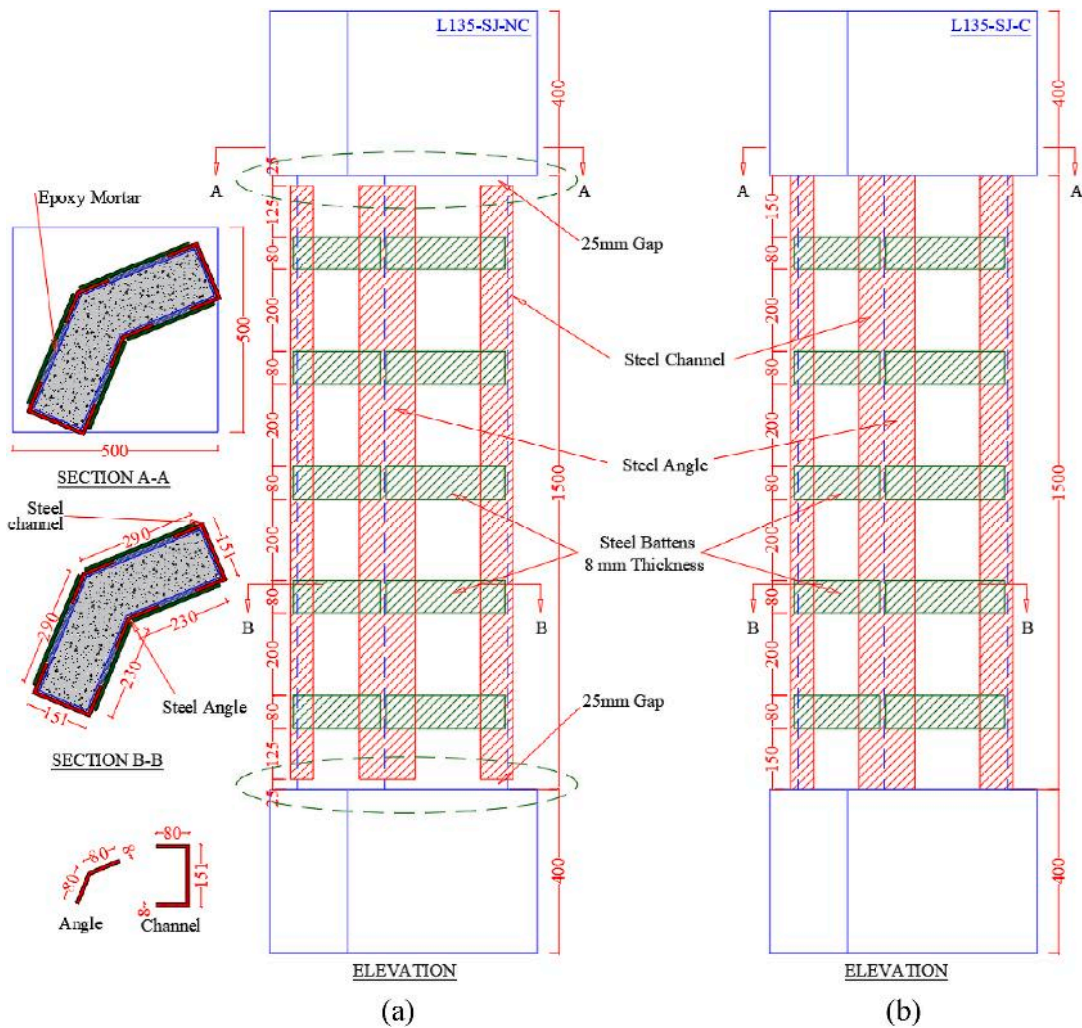 L135-SJ-NC
L135-SJ-C
400
400
A
A
A
A
25
125
150
Epoxy Mortar
25mm Gap
80
80
500
200
200
Steel Channel
80
80
500
SECTION A-A
200
200
Steel Angle
1500
1500
80
80
Steel
channel
290
151
200
200
Steel Battens
8 mm Thickness
80
80
B
B
B
B
290
230
230
200
200
151
Steel Angle
25mm Gap
80
80
SECTION B-B
125
150
25
80
80
8
80
151
8
400
400
Angle
Channel
ELEVATION
ELEVATION
(a)
(b)